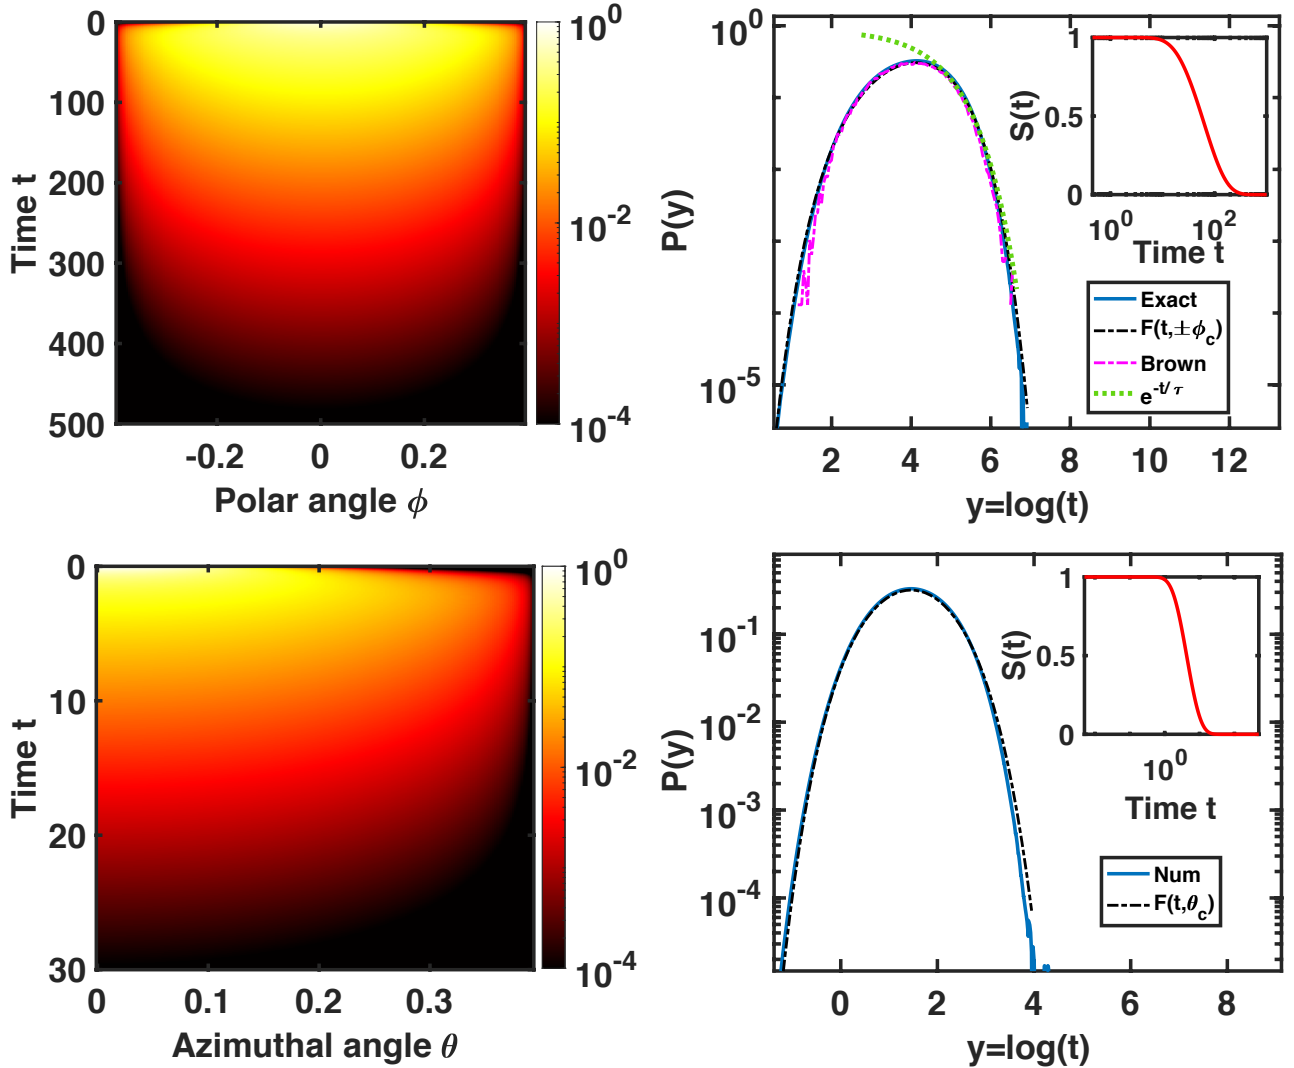 0
100
200
300
400
500
Time t
-0.2 0 0.2
Polar angle ϕ
10^0
10^-2
10^-4
10^0
10^-5
P(y)
2 4 6 8 10 12
y=log(t)
1
0.5
0
S(t)
10^0 10^2
Time t
Exact
F(t,±ϕ_c)
Brown
e^-t/τ
0
10
20
30
Time t
0 0.1 0.2 0.3
Azimuthal angle θ
10^0
10^-2
10^-4
10^-1
10^-2
10^-3
10^-4
P(y)
0 2 4 6 8
y=log(t)
1
0.5
0
S(t)
10^0
Time t
Num
F(t,θ_c)